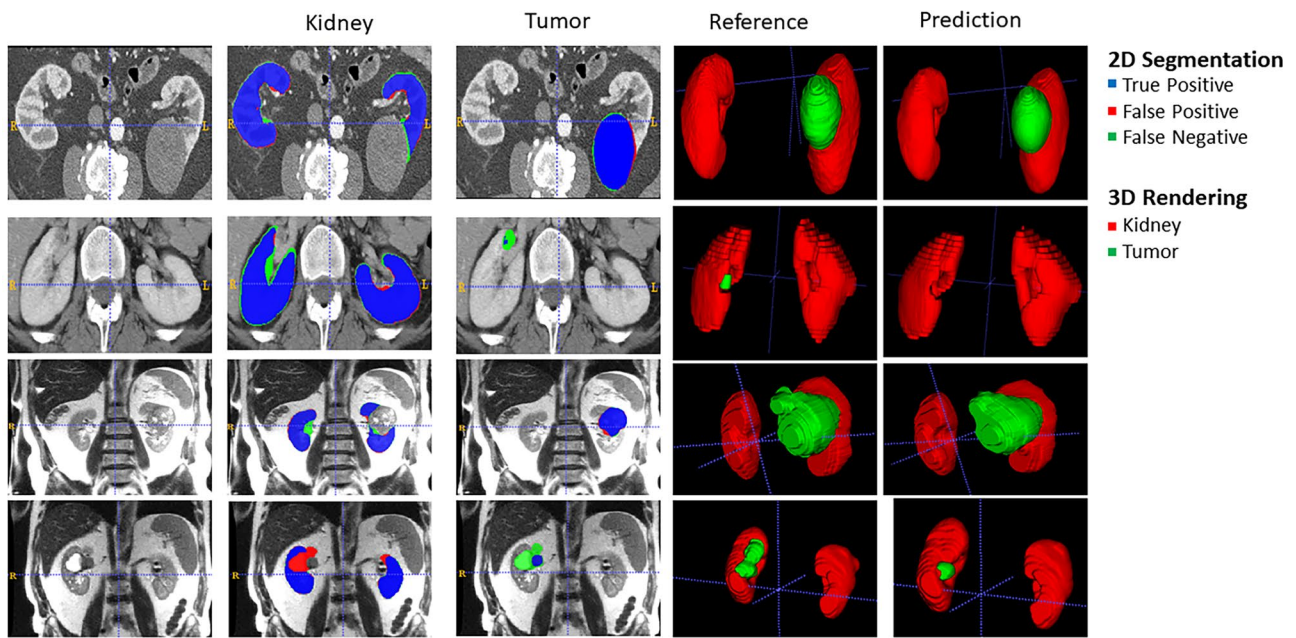 Kidney
Tumor
Reference
Prediction
2D Segmentation
True Positive
False Positive
False Negative
3D Rendering
Kidney
Tumor
R L
R L
R L
R L
R L
R L
R
R
R
R
R
R